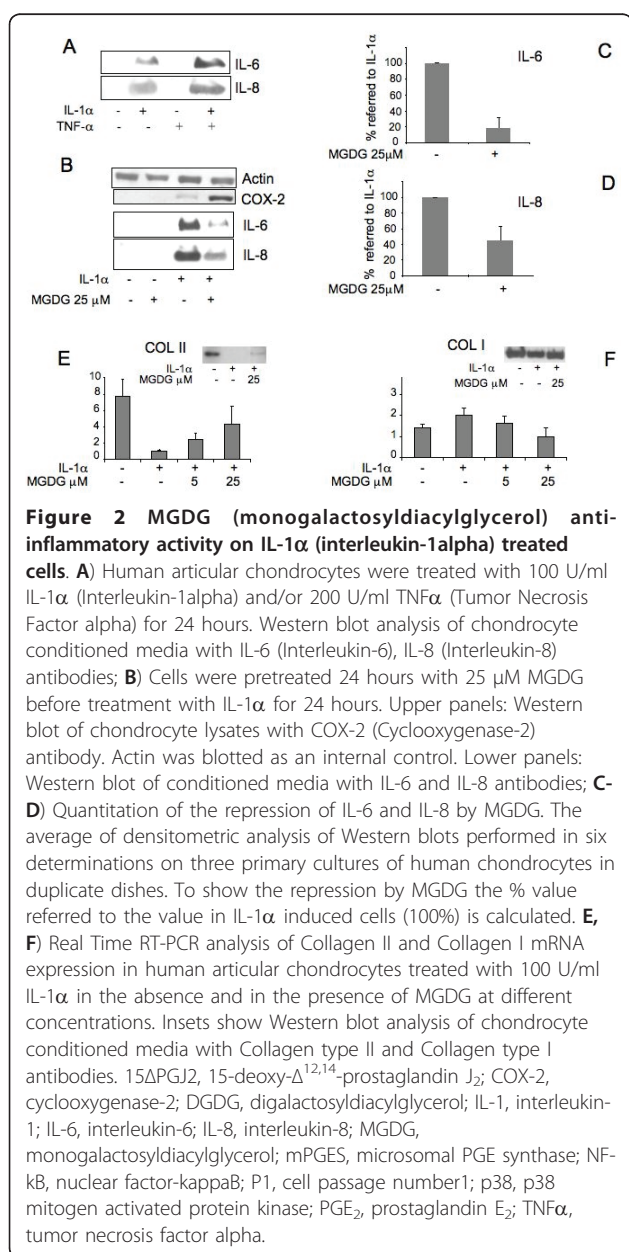 A
IL-6
IL-8
IL-1α - + - +
TNF-α - - + +
B
Actin
COX-2
IL-6
IL-8
IL-1α - - + +
MGDG 25 µM - + - +
C
IL-6
% referred to IL-1α
100
80
60
40
20
0
- +
MGDG 25µM
D
IL-8
% referred to IL-1α
100
80
60
40
20
0
- +
MGDG 25µM
E
COL II
IL-1α - + +
MGDG µM - - 25
10
8
6
4
2
0
IL-1α - + + +
MGDG µM - - 5 25
COL I
F
IL-1α - + +
MGDG µM - - 25
3
2
1
0
IL-1α - + + +
MGDG µM - - 5 25
Figure 2 MGDG (monogalactosyldiacylglycerol) anti-
inflammatory activity on IL-1α (interleukin-1alpha) treated
cells. A) Human articular chondrocytes were treated with 100 U/ml
IL-1α (Interleukin-1alpha) and/or 200 U/ml TNFα (Tumor Necrosis
Factor alpha) for 24 hours. Western blot analysis of chondrocyte
conditioned media with IL-6 (Interleukin-6), IL-8 (Interleukin-8)
antibodies; B) Cells were pretreated 24 hours with 25 µM MGDG
before treatment with IL-1α for 24 hours. Upper panels: Western
blot of chondrocyte lysates with COX-2 (Cyclooxygenase-2)
antibody. Actin was blotted as an internal control. Lower panels:
Western blot of conditioned media with IL-6 and IL-8 antibodies; C-
D) Quantitation of the repression of IL-6 and IL-8 by MGDG. The
average of densitometric analysis of Western blots performed in six
determinations on three primary cultures of human chondrocytes in
duplicate dishes. To show the repression by MGDG the % value
referred to the value in IL-1α induced cells (100%) is calculated. E,
F) Real Time RT-PCR analysis of Collagen II and Collagen I mRNA
expression in human articular chondrocytes treated with 100 U/ml
IL-1α in the absence and in the presence of MGDG at different
concentrations. Insets show Western blot analysis of chondrocyte
conditioned media with Collagen type II and Collagen type I
antibodies. 15ΔPGJ2, 15-deoxy-Δ12,14-prostaglandin J2; COX-2,
cyclooxygenase-2; DGDG, digalactosyldiacylglycerol; IL-1, interleukin-
1; IL-6, interleukin-6; IL-8, interleukin-8; MGDG,
monogalactosyldiacylglycerol; mPGES, microsomal PGE synthase; NF-
kB, nuclear factor-kappaB; P1, cell passage number1; p38, p38
mitogen activated protein kinase; PGE2, prostaglandin E2; TNFα,
tumor necrosis factor alpha.